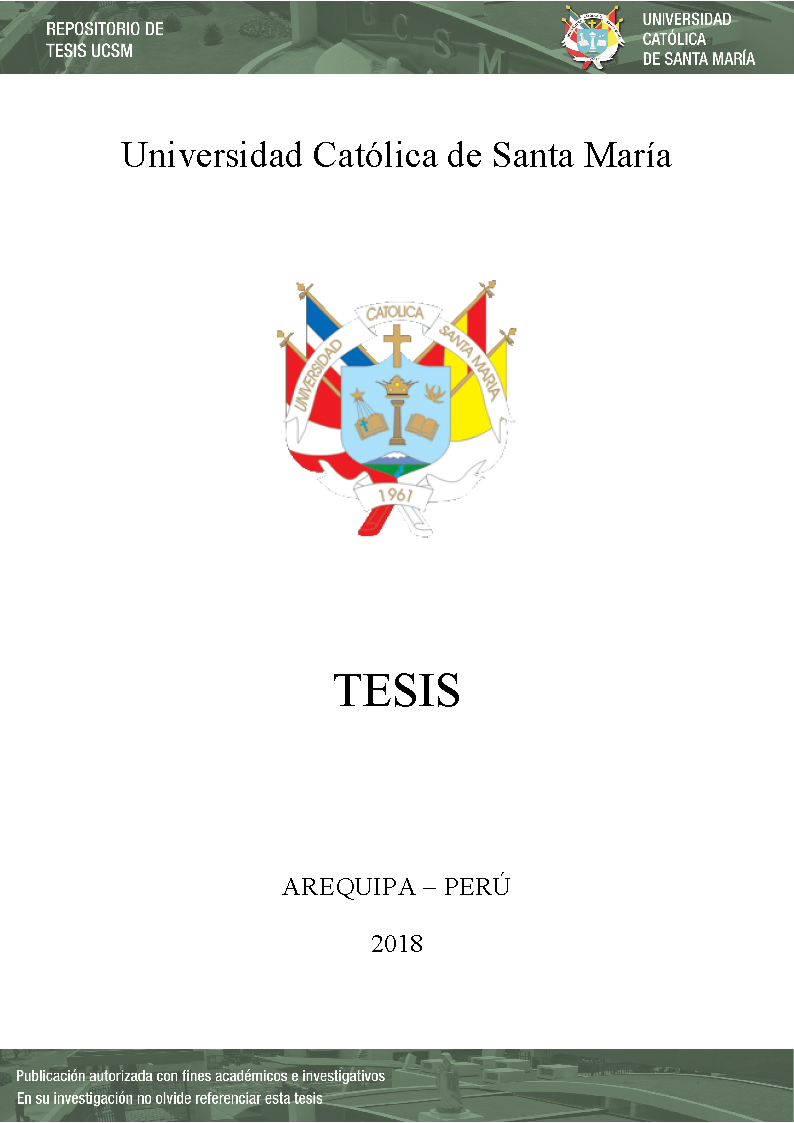 REPOSITORIO DE
TESIS UCSM
UNIVERSIDAD
CATÓLICA
DE SANTA MARÍA
Universidad Católica de Santa María
UNIVERSIDAD
CATOLICA
SANTA MARIA
1961
TESIS
AREQUIPA – PERÚ
2018
Publicación autorizada con fines académicos e investigativos
En su investigación no olvide referenciar esta tesis